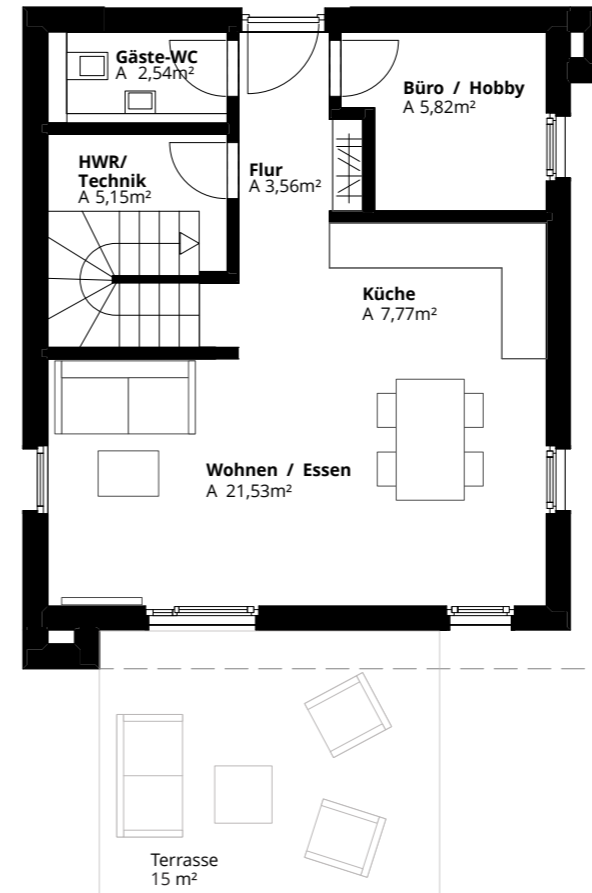 Gäste-WC
A 2,54m²
Büro / Hobby
A 5,82m²
HWR/
Technik
A 5,15m²
Flur
A 3,56m²
Küche
A 7,77m²
Wohnen / Essen
A 21,53m²
Terrasse
15 m²